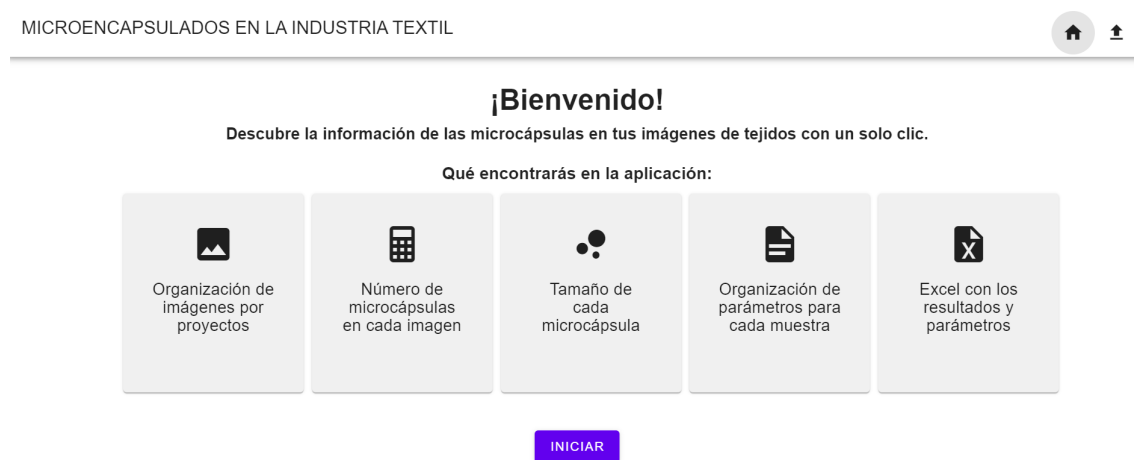 MICROENCAPSULADOS EN LA INDUSTRIA TEXTIL
¡Bienvenido!
Descubre la información de las microcápsulas en tus imágenes de tejidos con un solo clic.
Qué encontrarás en la aplicación:
Organización de
imágenes por
proyectos
Número de
microcápsulas
en cada imagen
Tamaño de
cada
microcápsula
Organización de
parámetros para
cada muestra
X
Excel con los
resultados y
parámetros
INICIAR